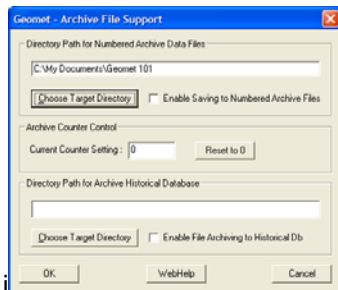 Geomet - Archive File Support
Directory Path for Numbered Archive Data Files
C:\My Documents\Geomet 101
Choose Target Directory Enable Saving to Numbered Archive Files
Archive Counter Control
Current Counter Setting : 0 Reset to 0
Directory Path for Archive Historical Database
Choose Target Directory Enable File Archiving to Historical Db
OK WebHelp Cancel
i